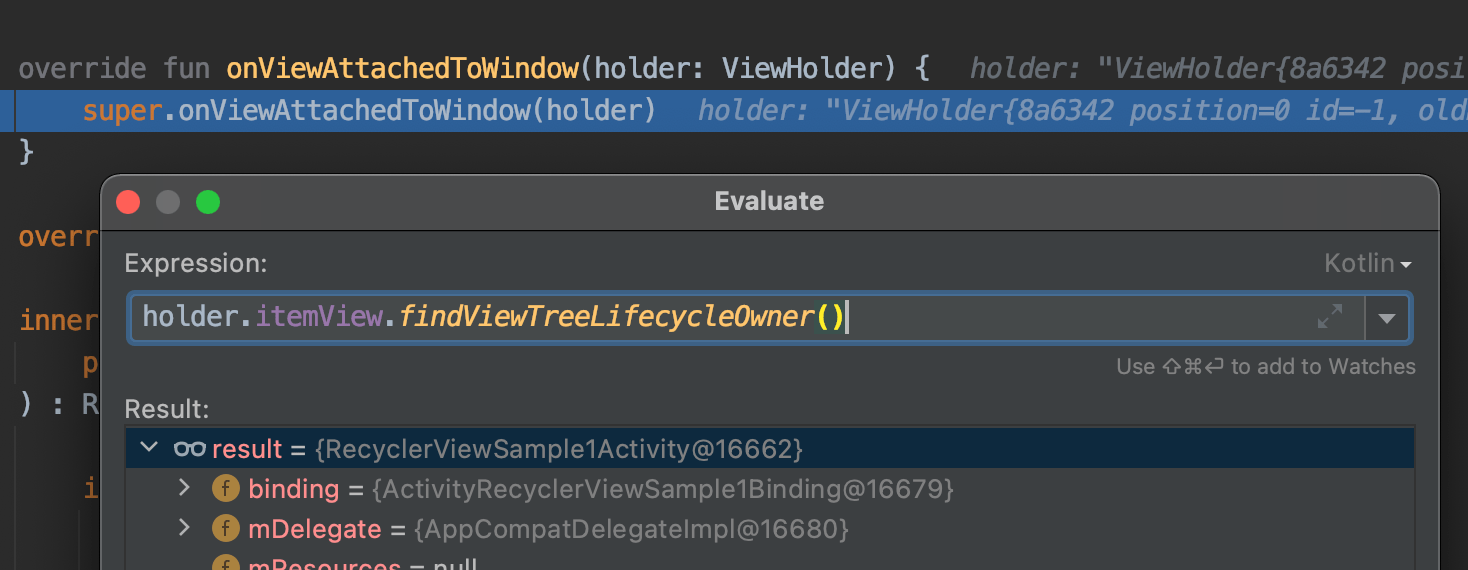 override fun onViewAttachedToWindow(holder: ViewHolder) { holder: "ViewHolder{8a6342 posi
super.onViewAttachedToWindow(holder) holder: "ViewHolder{8a6342 position=0 id=-1, old
}
Evaluate
overr
Expression:
Kotlin
inner
holder.itemView.findViewTreeLifecycleOwner()
p
Use ⇧⌘⏎ to add to Watches
) : R
Result:
result = {RecyclerViewSample1Activity@16662}
i
f binding = {ActivityRecyclerViewSample1Binding@16679}
f mDelegate = {AppCompatDelegateImpl@16680}
f mResources = null